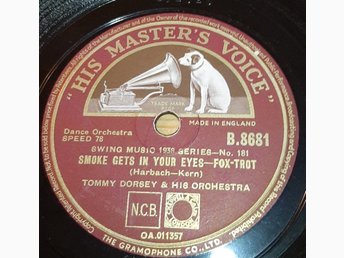 "HIS MASTER'S VOICE"
TRADE MARK
MADE IN ENGLAND
Dance Orchestra
SPEED 78
B.8681
SWING MUSIC 1938 SERIES—No. 181
SMOKE GETS IN YOUR EYES—FOX-TROT
(Harbach—Kern)
TOMMY DORSEY & HIS ORCHESTRA
N.C.B.
OA.011357
THE GRAMOPHONE CO., LTD.